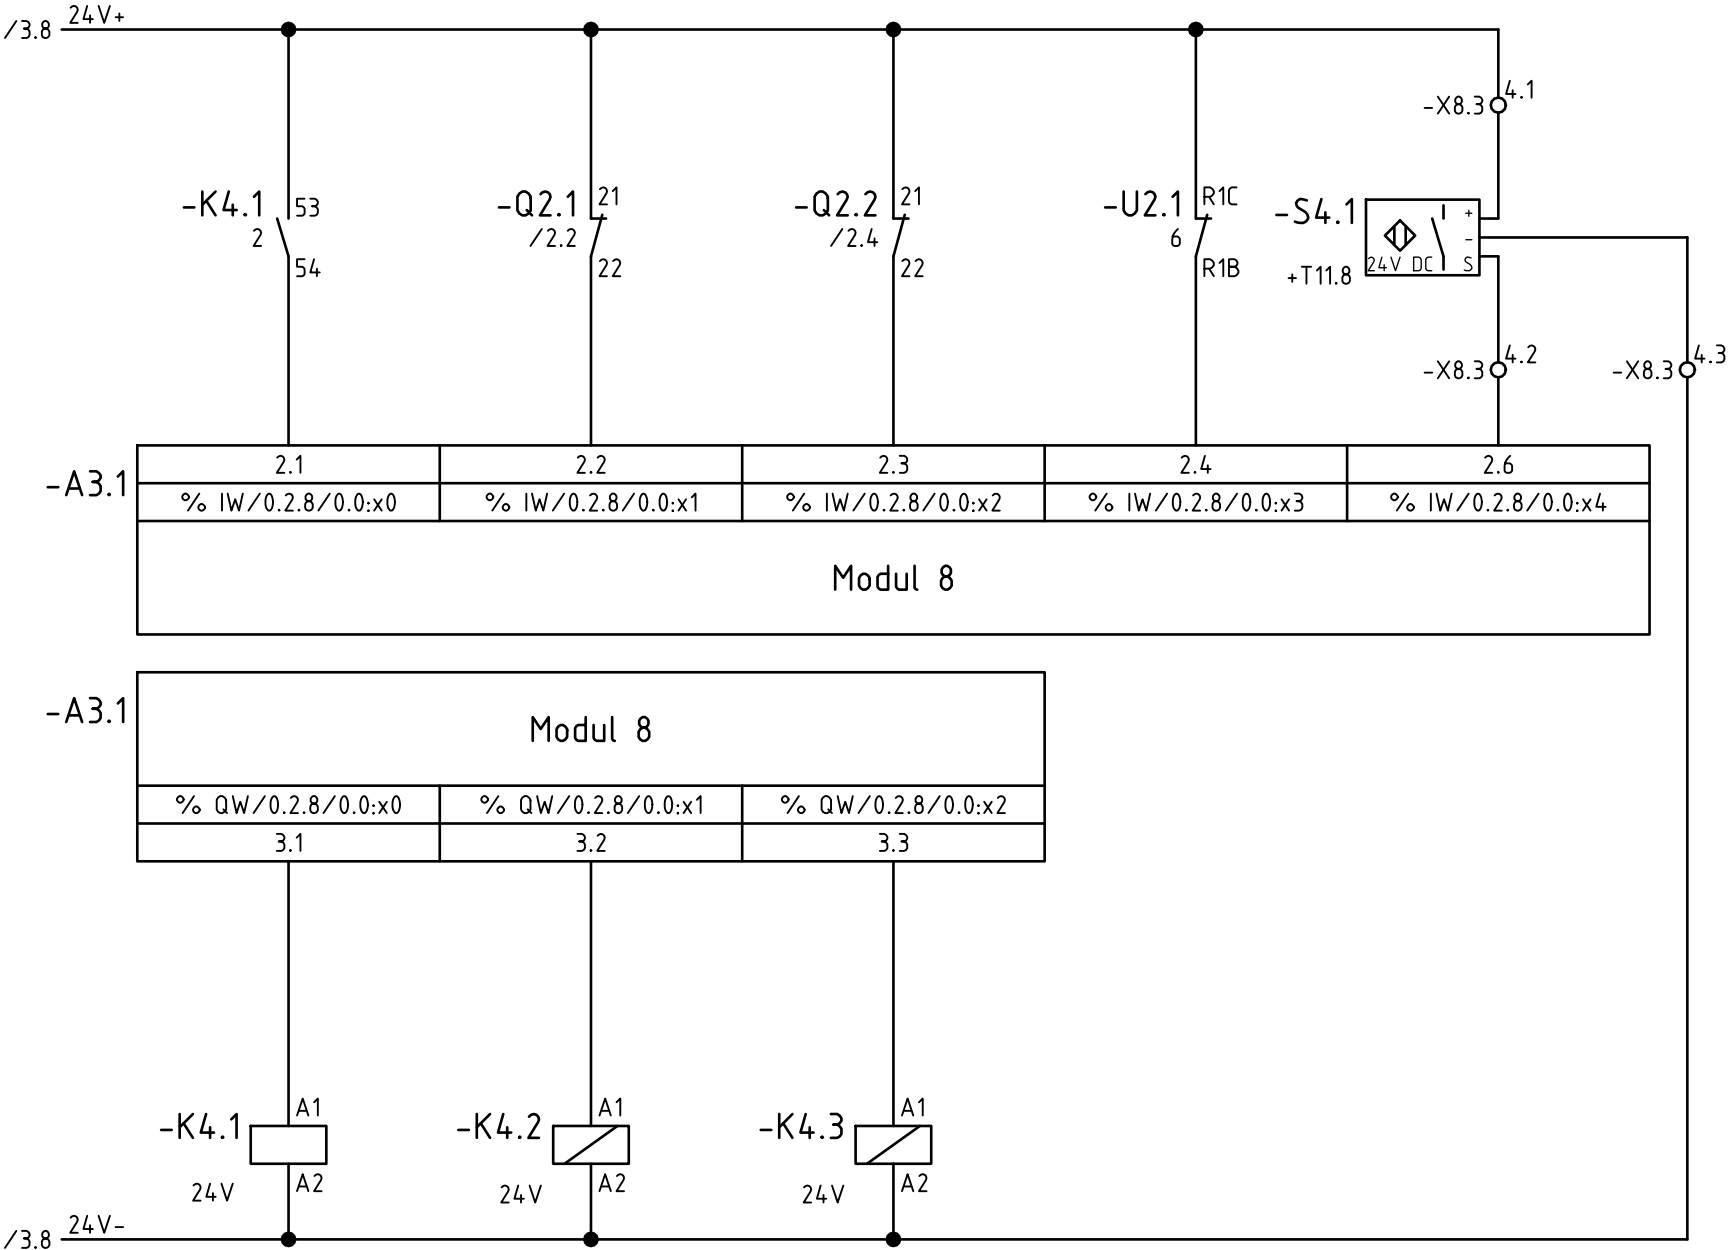 24V+
/3.8
4.1
-X8.3
-K4.1
53
2
54
-Q2.1
21
/2.2
22
-Q2.2
21
/2.4
22
-U2.1
R1C
6
R1B
-S4.1
+
-
24V DC
S
+T11.8
4.2
-X8.3
4.3
-X8.3
-A3.1
2.1
2.2
2.3
2.4
2.6
% IW/0.2.8/0.0:x0
% IW/0.2.8/0.0:x1
% IW/0.2.8/0.0:x2
% IW/0.2.8/0.0:x3
% IW/0.2.8/0.0:x4
Modul 8
-A3.1
Modul 8
% QW/0.2.8/0.0:x0
% QW/0.2.8/0.0:x1
% QW/0.2.8/0.0:x2
3.1
3.2
3.3
-K4.1
A1
A2
24V
-K4.2
A1
A2
24V
-K4.3
A1
A2
24V
24V-
/3.8